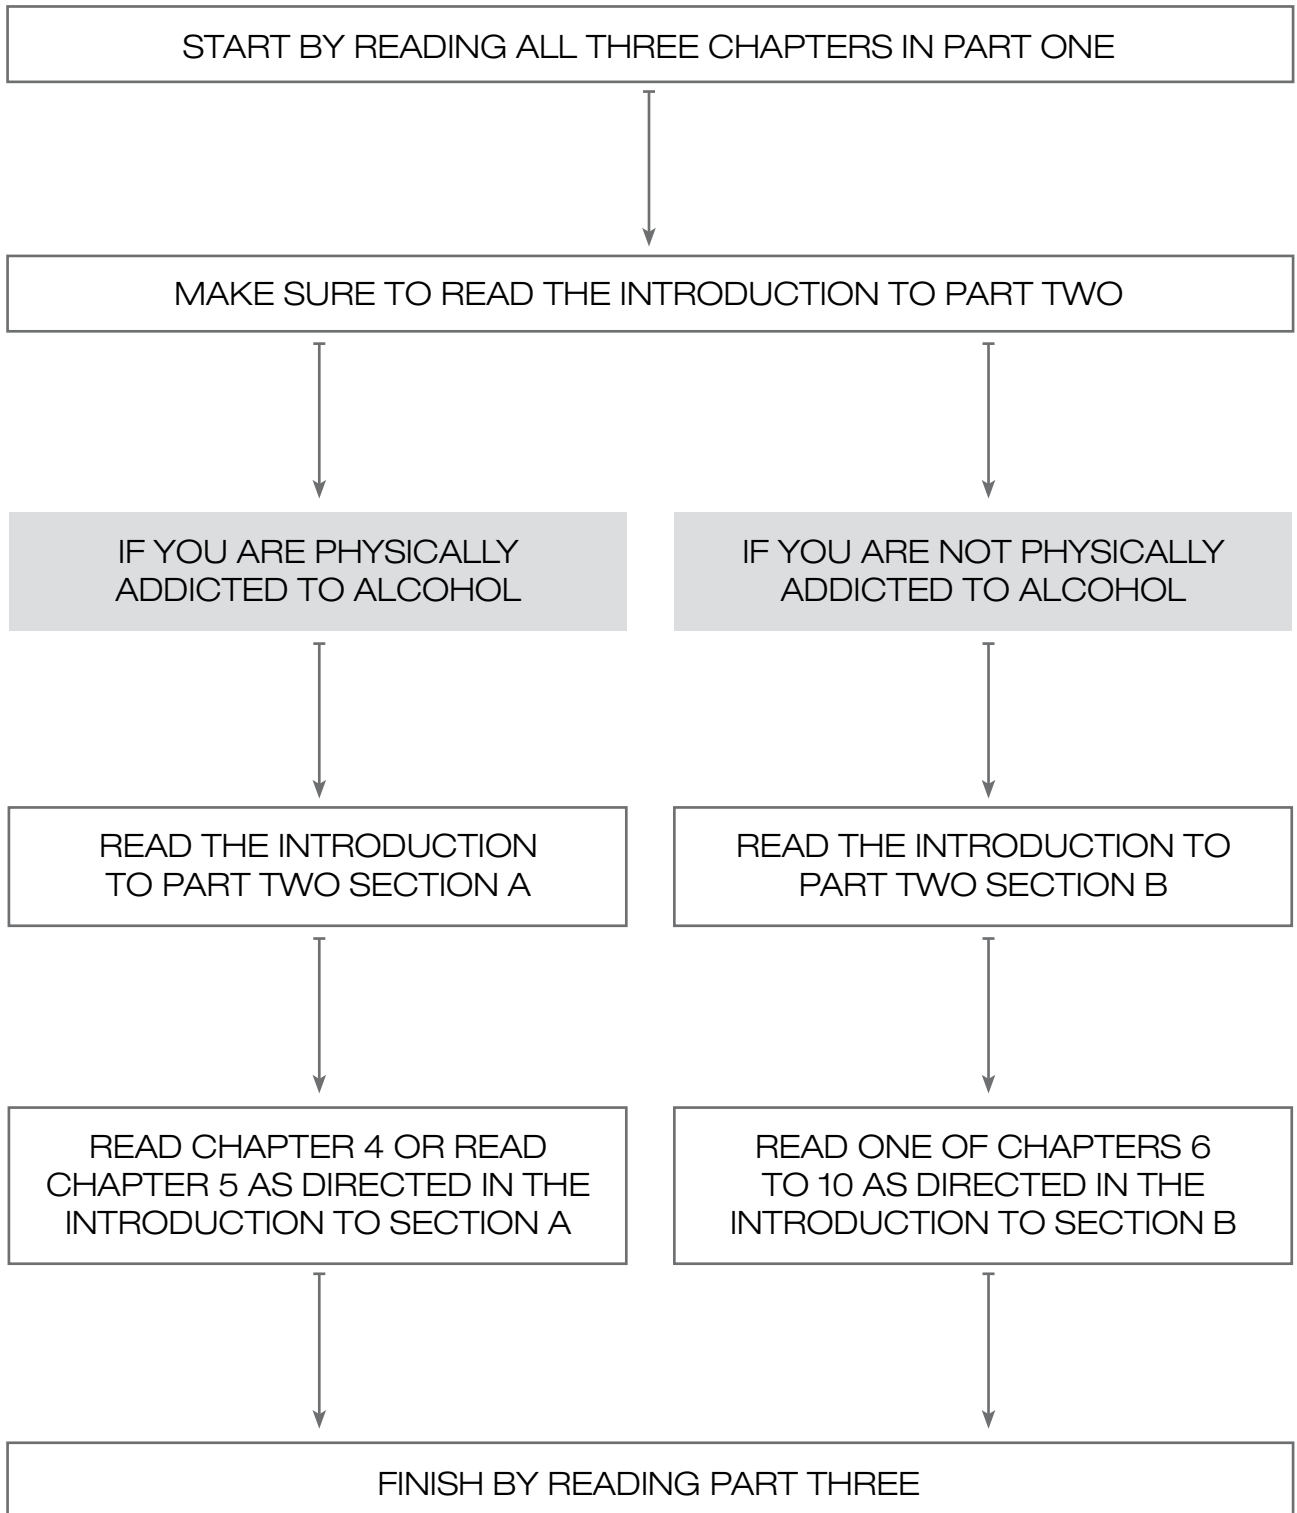 START BY READING ALL THREE CHAPTERS IN PART ONE
MAKE SURE TO READ THE INTRODUCTION TO PART TWO
IF YOU ARE PHYSICALLY
ADDICTED TO ALCOHOL
IF YOU ARE NOT PHYSICALLY
ADDICTED TO ALCOHOL
READ THE INTRODUCTION
TO PART TWO SECTION A
READ THE INTRODUCTION TO
PART TWO SECTION B
READ CHAPTER 4 OR READ
CHAPTER 5 AS DIRECTED IN THE
INTRODUCTION TO SECTION A
READ ONE OF CHAPTERS 6
TO 10 AS DIRECTED IN THE
INTRODUCTION TO SECTION B
FINISH BY READING PART THREE